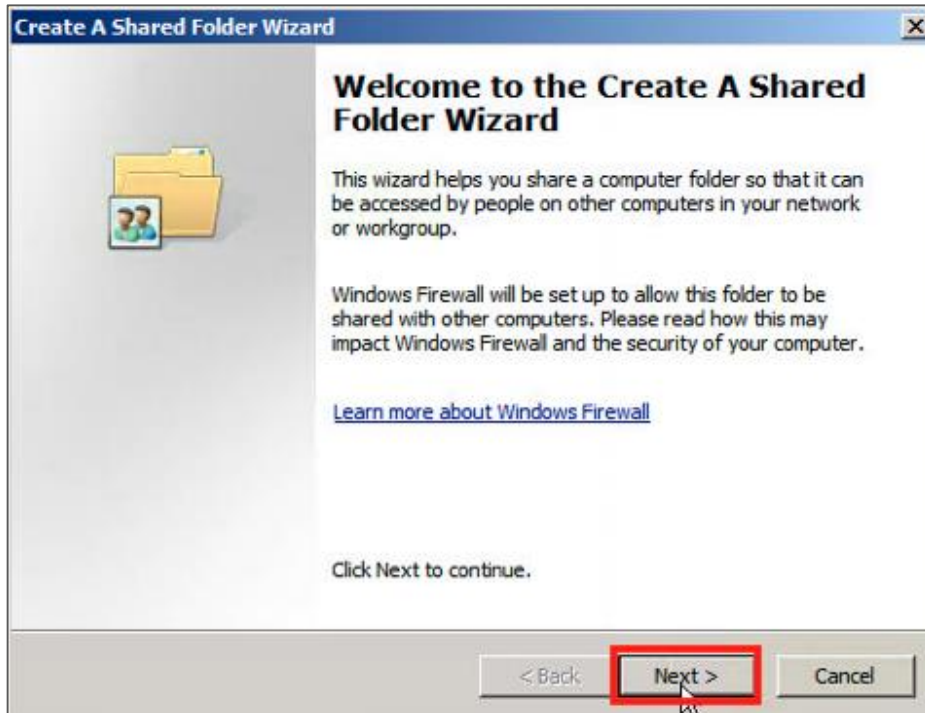 Create A Shared Folder Wizard
Welcome to the Create A Shared
Folder Wizard
This wizard helps you share a computer folder so that it can
be accessed by people on other computers in your network
or workgroup.
Windows Firewall will be set up to allow this folder to be
shared with other computers. Please read how this may
impact Windows Firewall and the security of your computer.
Learn more about Windows Firewall
Click Next to continue.
< Back Next > Cancel